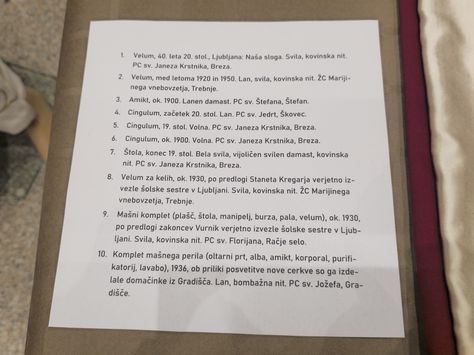 1. Velum, 40. leta 20. stol., Ljubljana: Naša sloga. Svila, kovinska nit.
PC sv. Janeza Krstnika, Breza.
2. Velum, med letoma 1920 in 1950. Lan, svila, kovinska nit. ŽC Mariji-
nega vnebovzetja, Trebnje.
3. Amikt, ok. 1900. Lanen damast. PC sv. Štefana, Štefan.
4. Cingulum, začetek 20. stol. Lan. PC sv. Jedrt, Škovec.
5. Cingulum, 19. stol. Volna. PC sv. Janeza Krstnika, Breza.
6. Cingulum, ok. 1900. Volna. PC sv. Janeza Krstnika, Breza.
7. Štola, konec 19. stol. Bela svila, vijoličen svilen damast, kovinska
nit. PC sv. Janeza Krstnika, Breza.
8. Velum za kelih, ok. 1930, po predlogi Staneta Kregarja verjetno iz-
vezle šolske sestre v Ljubljani. Svila, kovinska nit. ŽC Marijinega
vnebovzetja, Trebnje.
9. Mašni komplet (plašč, štola, manipelj, burza, pala, velum), ok. 1930,
po predlogi zakoncev Vurnik verjetno izvezle šolske sestre v Ljub-
ljani. Svila, kovinska nit. PC sv. Florijana, Račje selo.
10. Komplet mašnega perila (oltarni prt, alba, amikt, korporal, purifi-
katorij, lavabo), 1936, ob priliki posvetitve nove cerkve so ga izde-
lale domačinke iz Gradišča. Lan, bombažna nit. PC sv. Jožefa, Gra-
dišče.